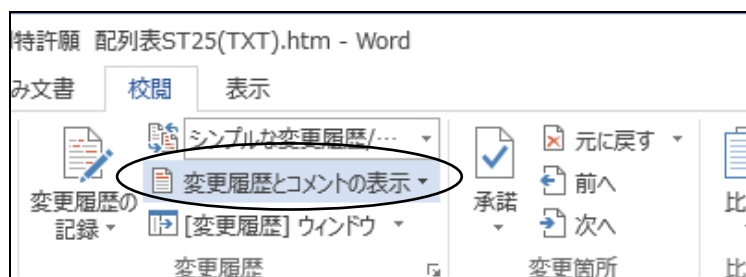 特許願 配列表ST25(TXT).htm - Word
み文書 校閲 表示
シンプルな変更履歴/… 元に戻す
変更履歴とコメントの表示 前へ
変更履歴の記録 [変更履歴] ウィンドウ 承諾 次へ 比
変更履歴 変更箇所 比